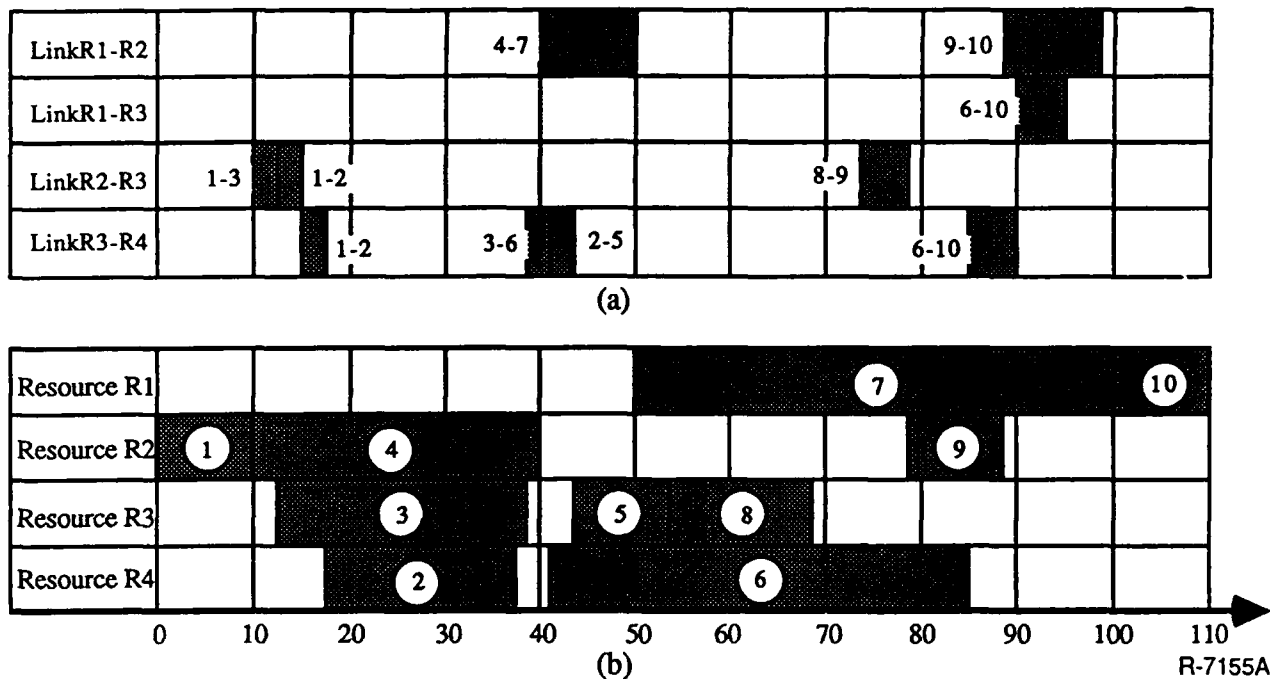 LinkR1-R2 4-7 9-10
LinkR1-R3 6-10
LinkR2-R3 1-3 1-2 8-9
LinkR3-R4 1-2 3-6 2-5 6-10
(a)
Resource R1 7 10
Resource R2 1 4 9
Resource R3 3 5 8
Resource R4 2 6
0 10 20 30 40 50 60 70 80 90 100 110
(b)
R-7155A